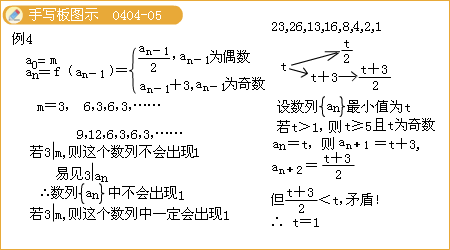 手写板图示 0404-05
例4
a₀=m
aₙ=f（aₙ₋₁）={ aₙ₋₁/2，aₙ₋₁为偶数
aₙ₋₁+3,aₙ₋₁为奇数
m=3， 6,3,6,3,……
9,12,6,3,6,3,……
若3|m,则这个数列不会出现1
易见3|aₙ
∴数列{aₙ}中不会出现1
若3|m,则这个数列中一定会出现1
23,26,13,16,8,4,2,1
t → t/2
t → t+3 → (t+3)/2
设数列{aₙ}最小值为t
若t>1，则t≥5且t为奇数
aₙ=t，则aₙ₊₁=t+3,
aₙ₊₂=(t+3)/2
但(t+3)/2<t,矛盾！
∴ t=1